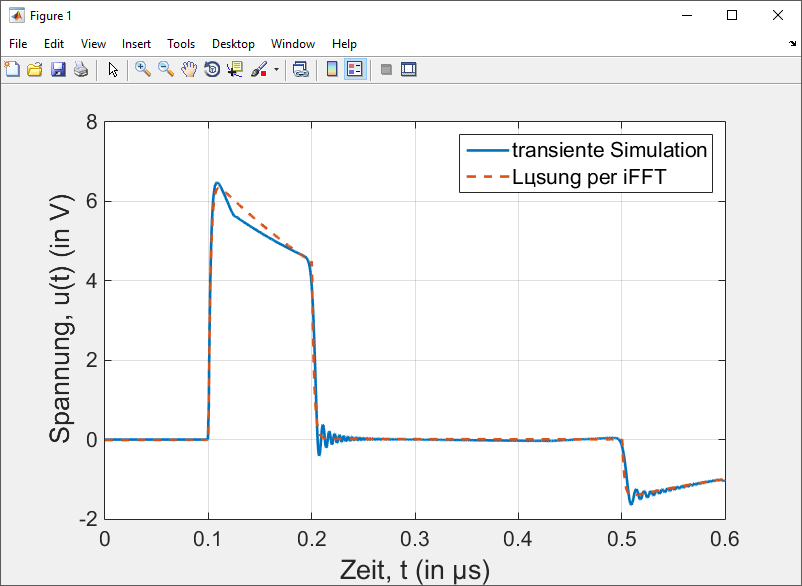 Figure 1
File Edit View Insert Tools Desktop Window Help
8
6
4
2
0
-2
0 0.1 0.2 0.3 0.4 0.5 0.6
Spannung, u(t) (in V)
Zeit, t (in μs)
transiente Simulation
Lцsung per iFFT